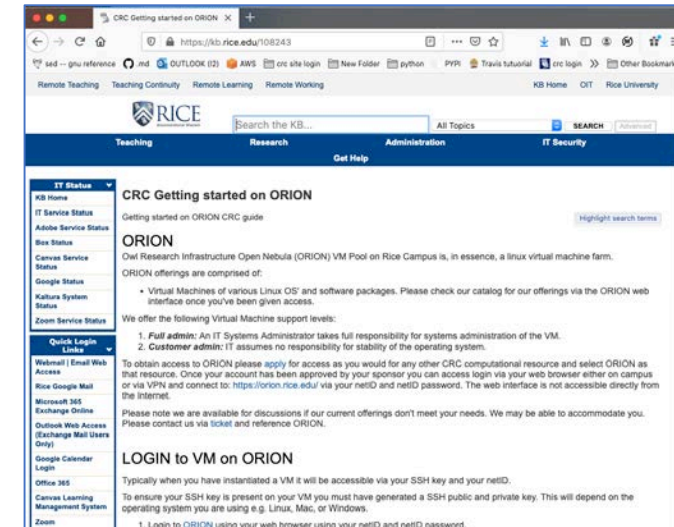 CRC Getting started on ORION
https://kb.rice.edu/108243
sed -- gnu reference
.md
OUTLOOK (12)
AWS
crc site login
New Folder
python
PYPI
Travis tutuorial
crc login
Other Bookmark
Remote Teaching
Teaching Continuity
Remote Learning
Remote Working
KB Home
OIT
Rice University
RICE
Search the KB...
All Topics
SEARCH
Advanced
Teaching
Research
Administration
IT Security
Get Help
IT Status
KB Home
IT Service Status
Adobe Service Status
Box Status
Canvas Service
Status
Google Status
Kaltura System
Status
Zoom Service Status
Quick Login
Links
Webmail | Email Web
Access
Rice Google Mail
Microsoft 365
Exchange Online
Outlook Web Access
(Exchange Mail Users
Only)
Google Calendar
Login
Office 365
Canvas Learning
Management System
Zoom
CRC Getting started on ORION
Getting started on ORION CRC guide
Highlight search terms
ORION
Owl Research Infrastructure Open Nebula (ORION) VM Pool on Rice Campus is, in essence, a linux virtual machine farm.
ORION offerings are comprised of:
• Virtual Machines of various Linux OS' and software packages. Please check our catalog for our offerings via the ORION web
interface once you've been given access.
We offer the following Virtual Machine support levels:
1. Full admin: An IT Systems Administrator takes full responsibility for systems administration of the VM.
2. Customer admin: IT assumes no responsibility for stability of the operating system.
To obtain access to ORION please apply for access as you would for any other CRC computational resource and select ORION as
that resource. Once your account has been approved by your sponsor you can access login via your web browser either on campus
or via VPN and connect to: https://orion.rice.edu/ via your netID and netID password. The web interface is not accessible directly from
the Internet.
Please note we are available for discussions if our current offerings don't meet your needs. We may be able to accommodate you.
Please contact us via ticket and reference ORION.
LOGIN to VM on ORION
Typically when you have instantiated a VM it will be accessible via your SSH key and your netID.
To ensure your SSH key is present on your VM you must have generated a SSH public and private key. This will depend on the
operating system you are using e.g. Linux, Mac, or Windows.
1. Login to ORION using your web browser using your netID and netID password.